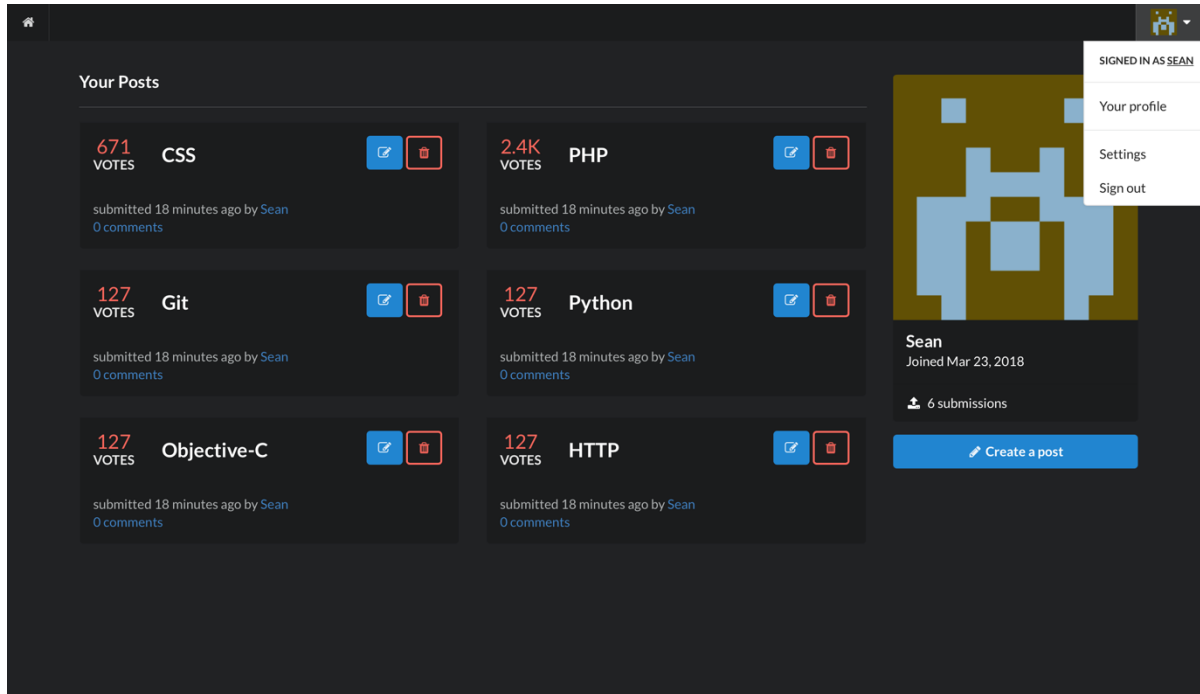 SIGNED IN AS SEAN
Your profile
Settings
Sign out
Your Posts
671
VOTES
CSS
submitted 18 minutes ago by Sean
0 comments
2.4K
VOTES
PHP
submitted 18 minutes ago by Sean
0 comments
127
VOTES
Git
submitted 18 minutes ago by Sean
0 comments
127
VOTES
Python
submitted 18 minutes ago by Sean
0 comments
127
VOTES
Objective-C
submitted 18 minutes ago by Sean
0 comments
127
VOTES
HTTP
submitted 18 minutes ago by Sean
0 comments
Sean
Joined Mar 23, 2018
6 submissions
Create a post